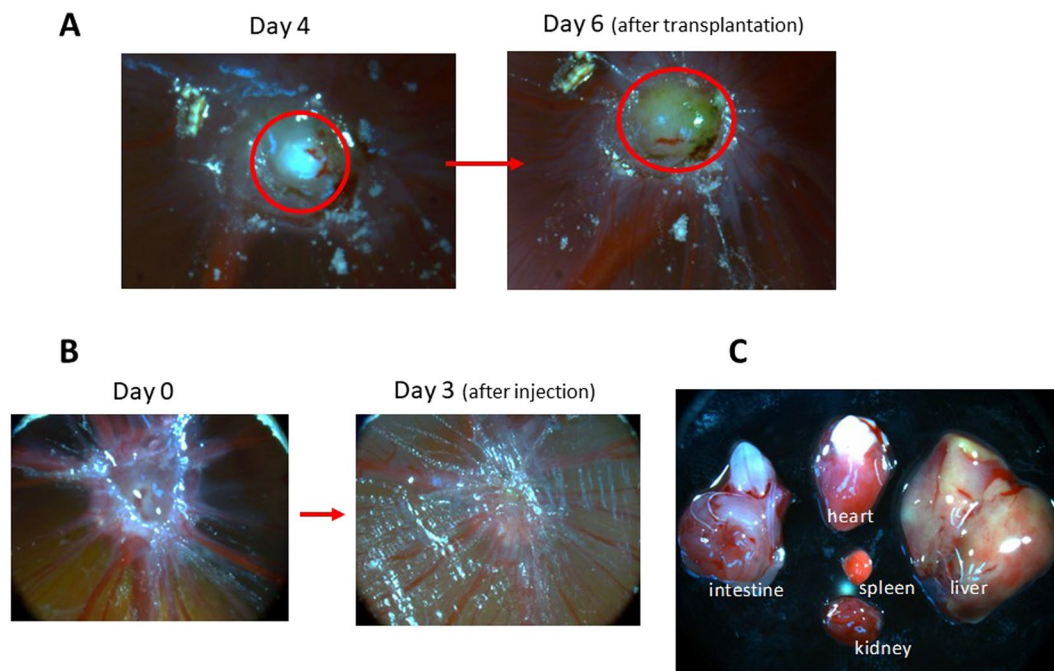 A
Day 4
Day 6 (after transplantation)
B
Day 0
Day 3 (after injection)
C
heart
intestine
spleen
liver
kidney